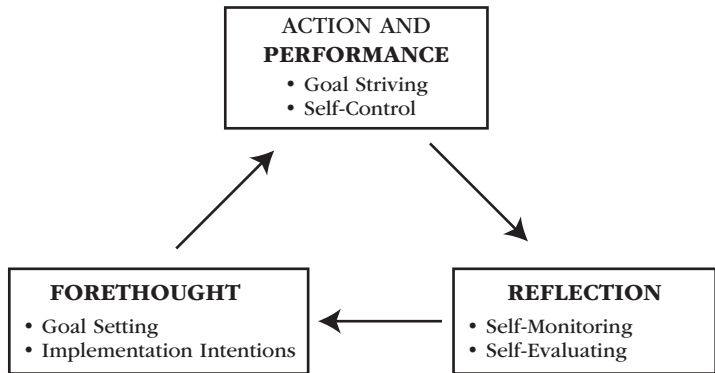 ACTION AND
PERFORMANCE
• Goal Striving
• Self-Control
FORETHOUGHT
• Goal Setting
• Implementation Intentions
REFLECTION
• Self-Monitoring
• Self-Evaluating